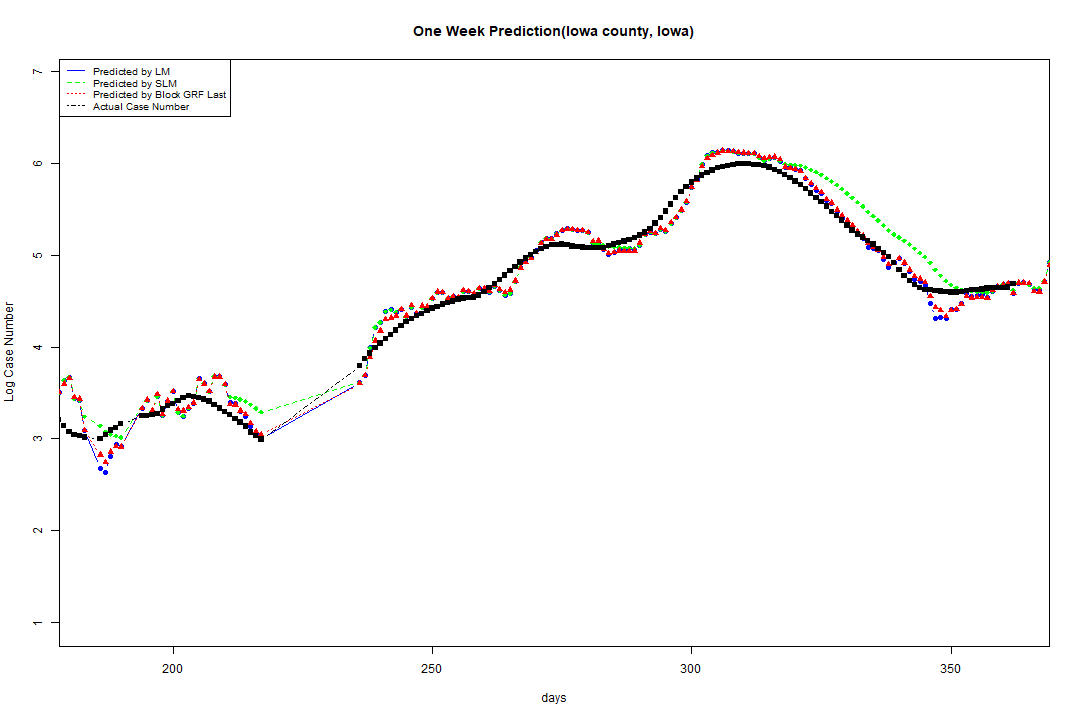 One Week Prediction(Iowa county, Iowa)
Predicted by LM
Predicted by SLM
Predicted by Block GRF Last
Actual Case Number
Log Case Number
7
6
5
4
3
2
1
200 250 300 350
days